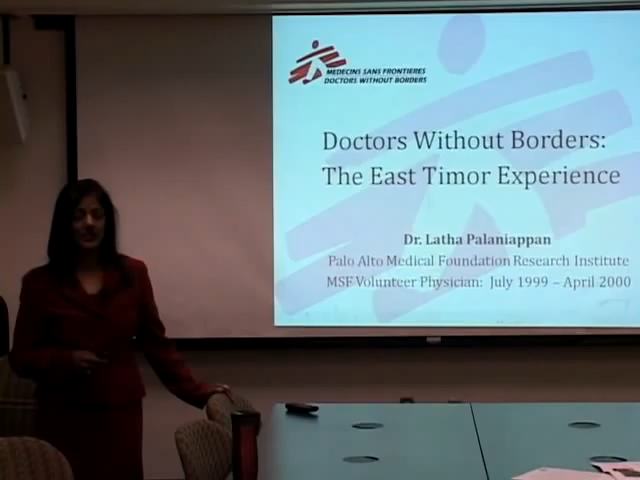 MEDECINS SANS FRONTIERES
DOCTORS WITHOUT BORDERS
Doctors Without Borders:
The East Timor Experience
Dr. Latha Palaniappan
Palo Alto Medical Foundation Research Institute
MSF Volunteer Physician: July 1999 – April 2000